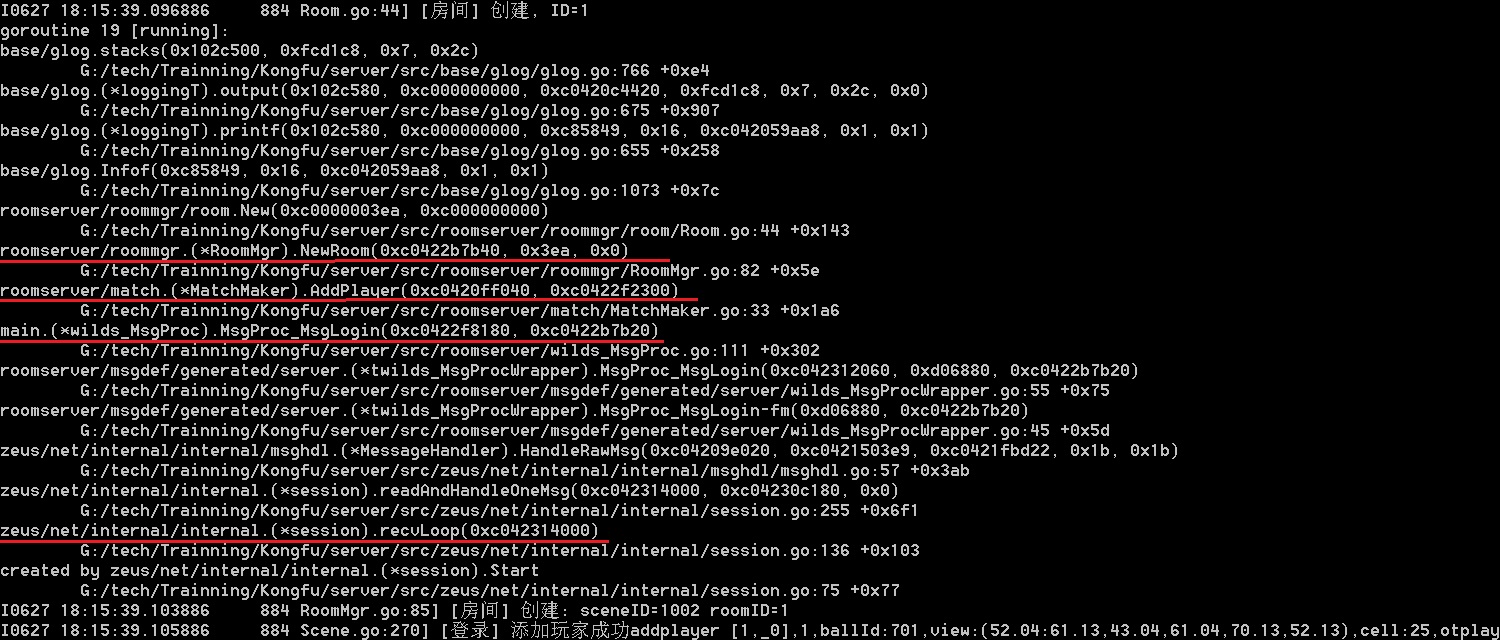 I0627 18:15:39.096886     884 Room.go:44] [房间] 创建, ID=1
goroutine 19 [running]:
base/glog.stacks(0x102c500, 0xfcd1c8, 0x7, 0x2c)
        G:/tech/Trainning/Kongfu/server/src/base/glog/glog.go:766 +0xe4
base/glog.(*loggingT).output(0x102c580, 0xc000000000, 0xc0420c4420, 0xfcd1c8, 0x7, 0x2c, 0x0)
        G:/tech/Trainning/Kongfu/server/src/base/glog/glog.go:675 +0x907
base/glog.(*loggingT).printf(0x102c580, 0xc000000000, 0xc85849, 0x16, 0xc042059aa8, 0x1, 0x1)
        G:/tech/Trainning/Kongfu/server/src/base/glog/glog.go:655 +0x258
base/glog.Infof(0xc85849, 0x16, 0xc042059aa8, 0x1, 0x1)
        G:/tech/Trainning/Kongfu/server/src/base/glog/glog.go:1073 +0x7c
roomserver/roommgr/room.New(0xc0000003ea, 0xc000000000)
        G:/tech/Trainning/Kongfu/server/src/roomserver/roommgr/room/Room.go:44 +0x143
roomserver/roommgr.(*RoomMgr).NewRoom(0xc0422b7b40, 0x3ea, 0x0)
        G:/tech/Trainning/Kongfu/server/src/roomserver/roommgr/RoomMgr.go:82 +0x5e
roomserver/match.(*MatchMaker).AddPlayer(0xc0420ff040, 0xc0422f2300)
        G:/tech/Trainning/Kongfu/server/src/roomserver/match/MatchMaker.go:33 +0x1a6
main.(*wilds_MsgProc).MsgProc_MsgLogin(0xc0422f8180, 0xc0422b7b20)
        G:/tech/Trainning/Kongfu/server/src/roomserver/wilds_MsgProc.go:111 +0x302
roomserver/msgdef/generated/server.(*twilds_MsgProcWrapper).MsgProc_MsgLogin(0xc042312060, 0xd06880, 0xc0422b7b20)
        G:/tech/Trainning/Kongfu/server/src/roomserver/msgdef/generated/server/wilds_MsgProcWrapper.go:55 +0x75
roomserver/msgdef/generated/server.(*twilds_MsgProcWrapper).MsgProc_MsgLogin-fm(0xd06880, 0xc0422b7b20)
        G:/tech/Trainning/Kongfu/server/src/roomserver/msgdef/generated/server/wilds_MsgProcWrapper.go:45 +0x5d
zeus/net/internal/internal/msghdl.(*MessageHandler).HandleRawMsg(0xc04209e020, 0xc0421503e9, 0xc0421fbd22, 0x1b, 0x1b)
        G:/tech/Trainning/Kongfu/server/src/zeus/net/internal/internal/msghdl/msghdl.go:57 +0x3ab
zeus/net/internal/internal.(*session).readAndHandleOneMsg(0xc042314000, 0xc04230c180, 0x0)
        G:/tech/Trainning/Kongfu/server/src/zeus/net/internal/internal/session.go:255 +0x6f1
zeus/net/internal/internal.(*session).recvLoop(0xc042314000)
        G:/tech/Trainning/Kongfu/server/src/zeus/net/internal/internal/session.go:136 +0x103
created by zeus/net/internal/internal.(*session).Start
        G:/tech/Trainning/Kongfu/server/src/zeus/net/internal/internal/session.go:75 +0x77
I0627 18:15:39.103886     884 RoomMgr.go:85] [房间] 创建: sceneID=1002 roomID=1
I0627 18:15:39.105886     884 Scene.go:270] [登录] 添加玩家成功addplayer [1,_0],1,ballId:701,view:(52.04:61.13,43.04,61.04,70.13,52.13),cell:25,otplay